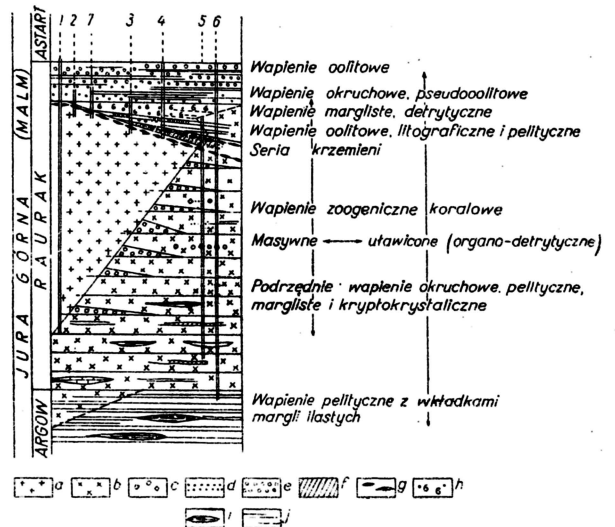 1 2 7 3 4 5 6
ASTART
JURA GÓRNA (MALM)
RAURAK
ARGOW
Wapienie oolitowe
Wapienie okruchowe, pseudoolitowe
Wapienie margliste, detrytyczne
Wapienie oolitowe, litograficzne i pelityczne
Seria krzemieni
Wapienie zoogeniczne koralowe
Masywne ↔ uławicone (organo-detrytyczne)
Podrzędnie wapienie okruchowe, pelityczne,
margliste i kryptokrystaliczne
Wapienie pelityczne z wkładkami
margli ilastych
a b c d e f g h
i j